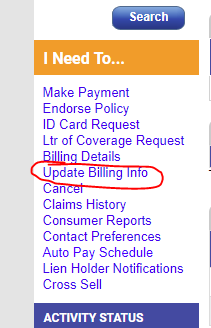 Search
I Need To...
Make Payment
Endorse Policy
ID Card Request
Ltr of Coverage Request
Billing Details
Update Billing Info
Cancel
Claims History
Consumer Reports
Contact Preferences
Auto Pay Schedule
Lien Holder Notifications
Cross Sell
ACTIVITY STATUS